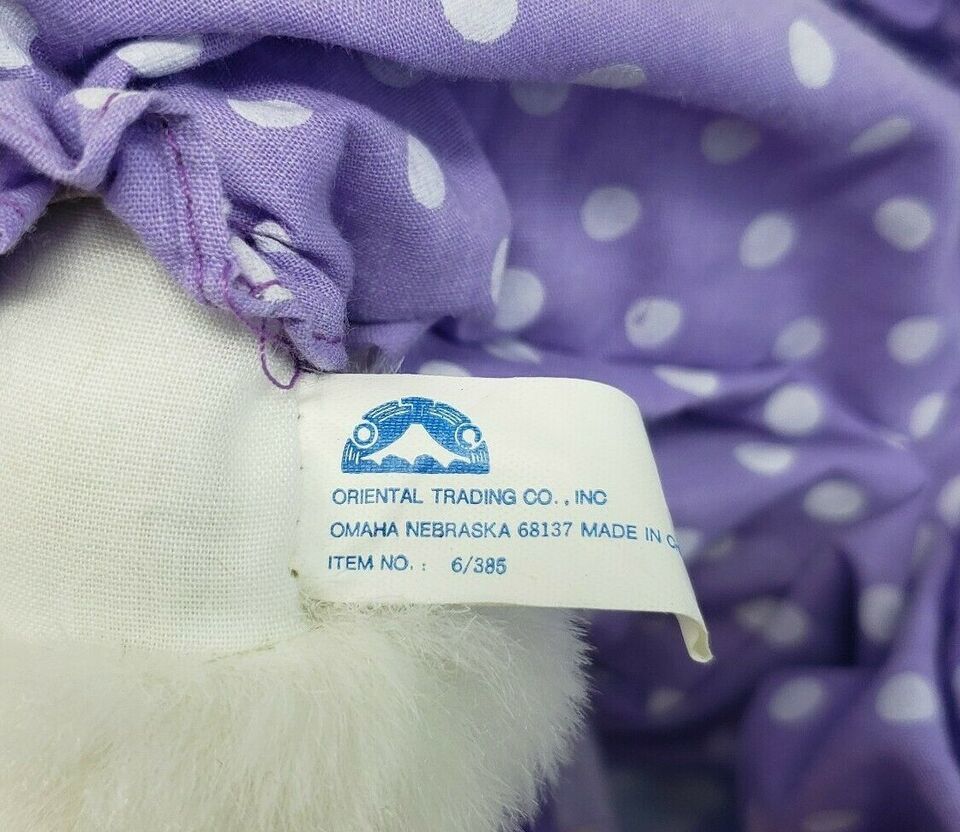 ORIENTAL TRADING CO., INC
OMAHA NEBRASKA 68137 MADE IN
ITEM NO.: 6/385